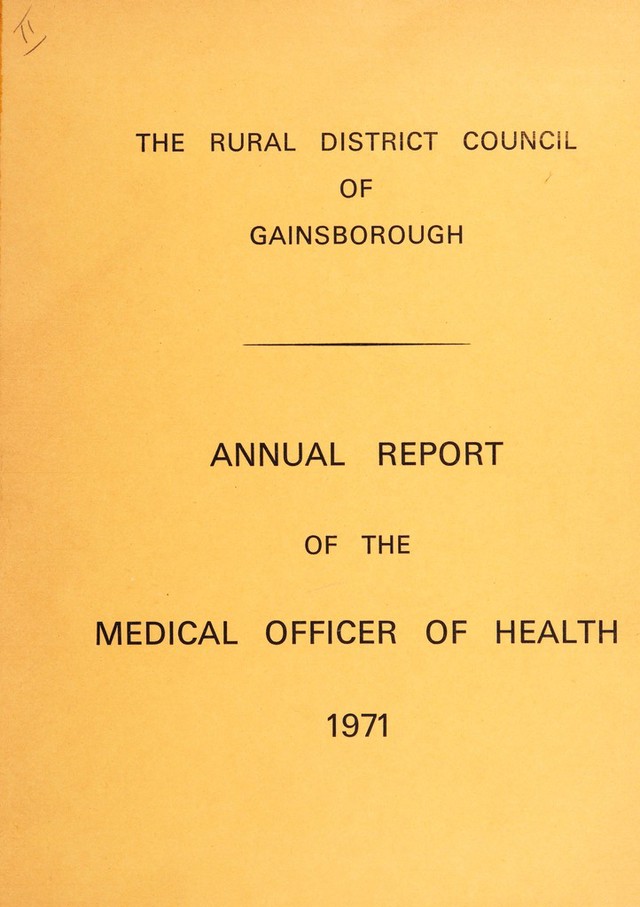 THE RURAL DISTRICT COUNCIL
OF
GAINSBOROUGH
ANNUAL REPORT
OF THE
MEDICAL OFFICER OF HEALTH
1971